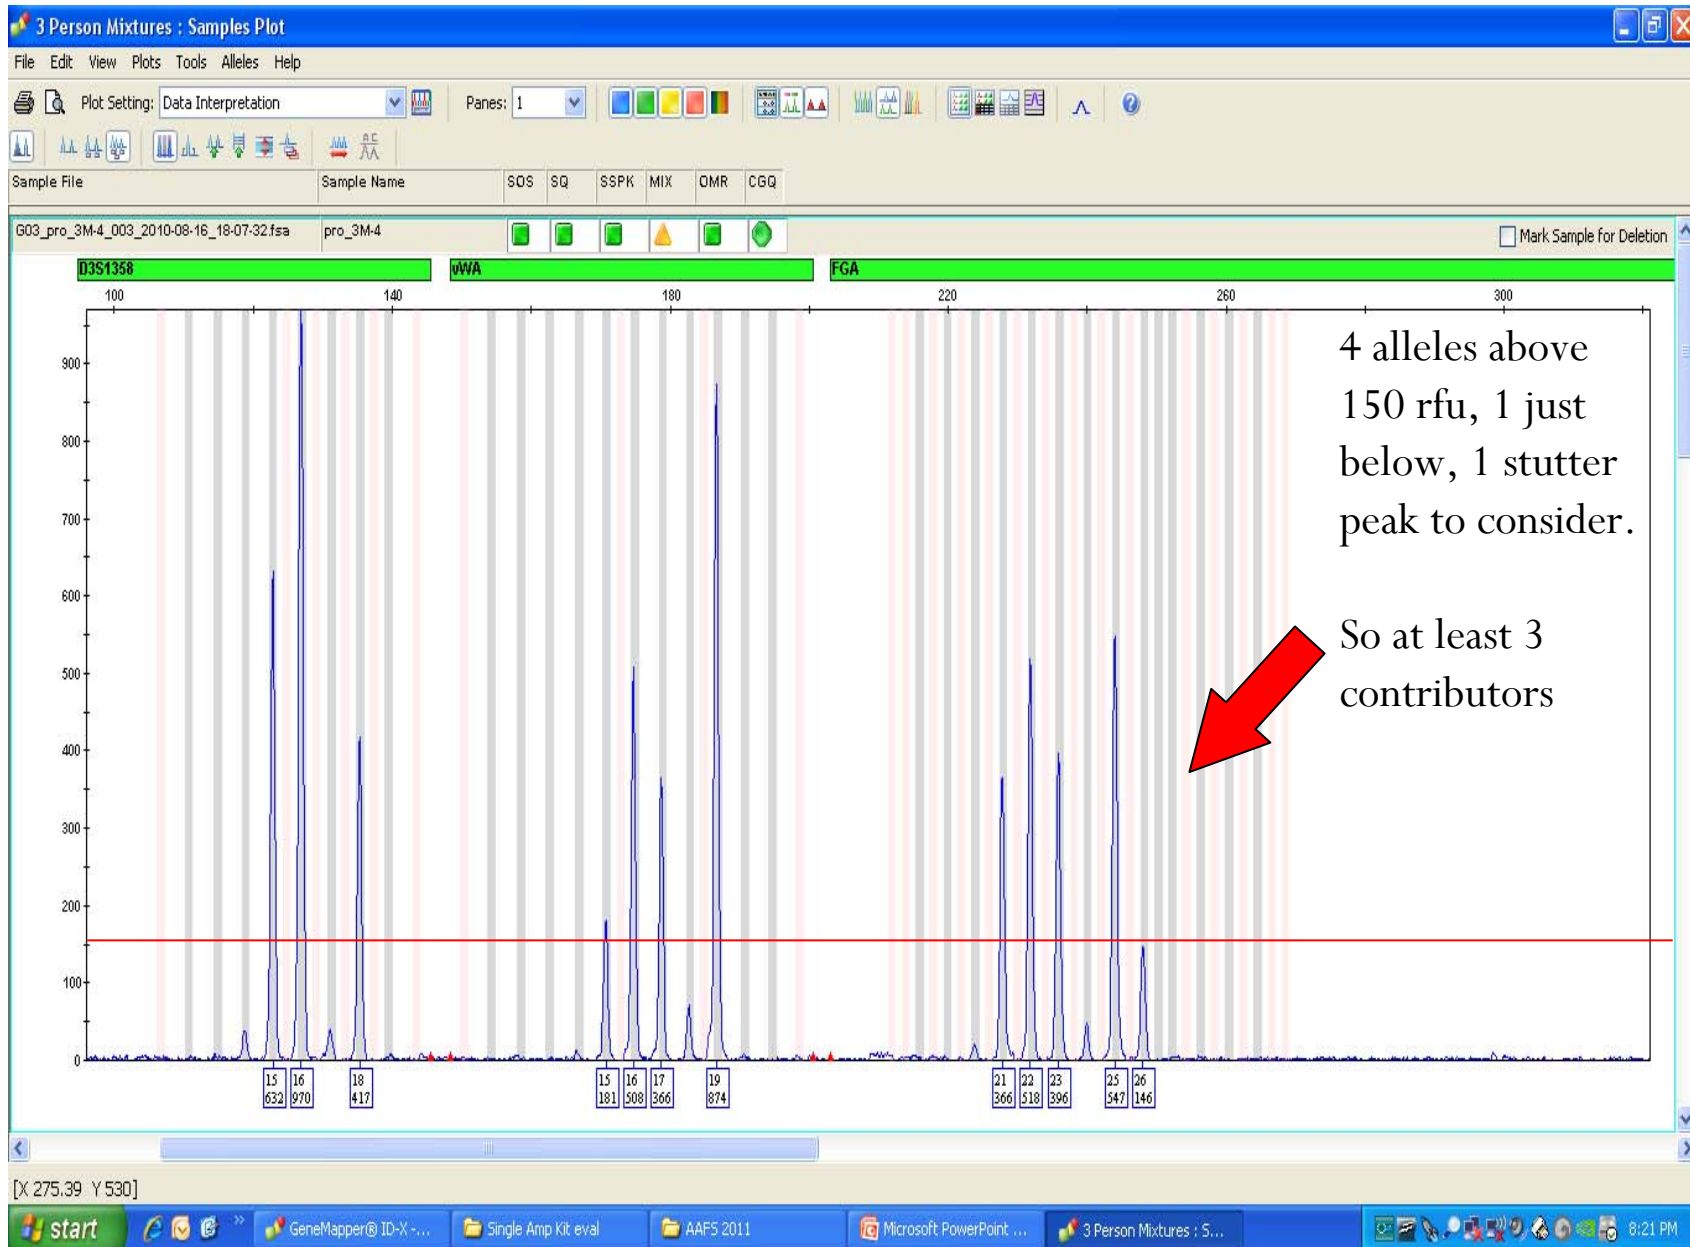 3 Person Mixtures : Samples Plot
File Edit View Plots Tools Alleles Help
Plot Setting: Data Interpretation Panes: 1
Sample File Sample Name SOS SQ SSPK MIX OMR CGQ
G03_pro_3M-4_003_2010-08-16_18-07-32.fsa pro_3M-4 Mark Sample for Deletion
D3S1358 vWA FGA
100 140 180 220 260 300
900
800
700
600
500
400
300
200
100
0
4 alleles above
150 rfu, 1 just
below, 1 stutter
peak to consider.
So at least 3
contributors
15 16 18 15 16 17 19 21 22 23 25 26
632 970 417 181 508 366 874 366 518 396 547 146
[X 275.39 Y 530]
start GeneMapper® ID-X -... Single Amp Kit eval AAFS 2011 Microsoft PowerPoint ... 3 Person Mixtures : S... 8:21 PM